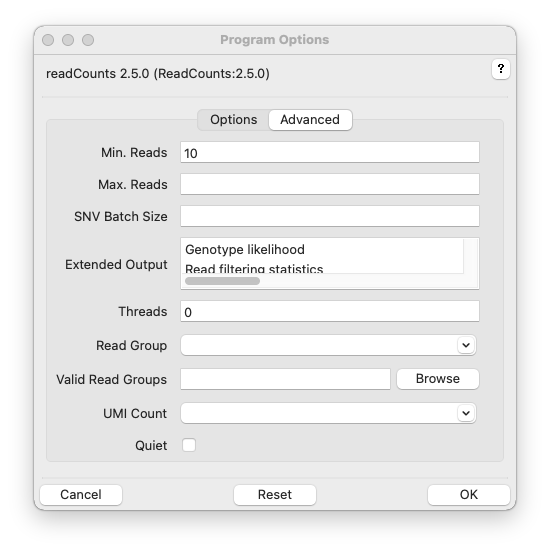 Program Options
readCounts 2.5.0 (ReadCounts:2.5.0)
?
Options Advanced
Min. Reads 10
Max. Reads
SNV Batch Size
Extended Output Genotype likelihood
Read filtering statistics
Threads 0
Read Group
Valid Read Groups Browse
UMI Count
Quiet
Cancel Reset OK